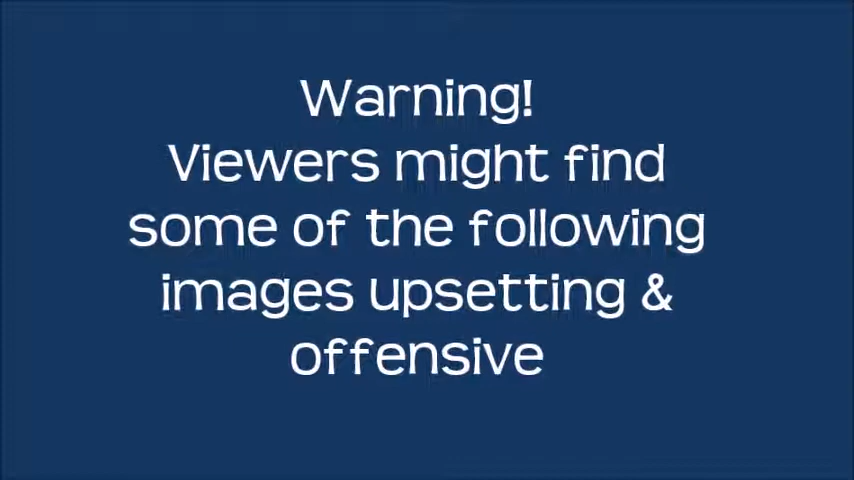 Warning!
Viewers might find
some of the following
images upsetting &
offensive